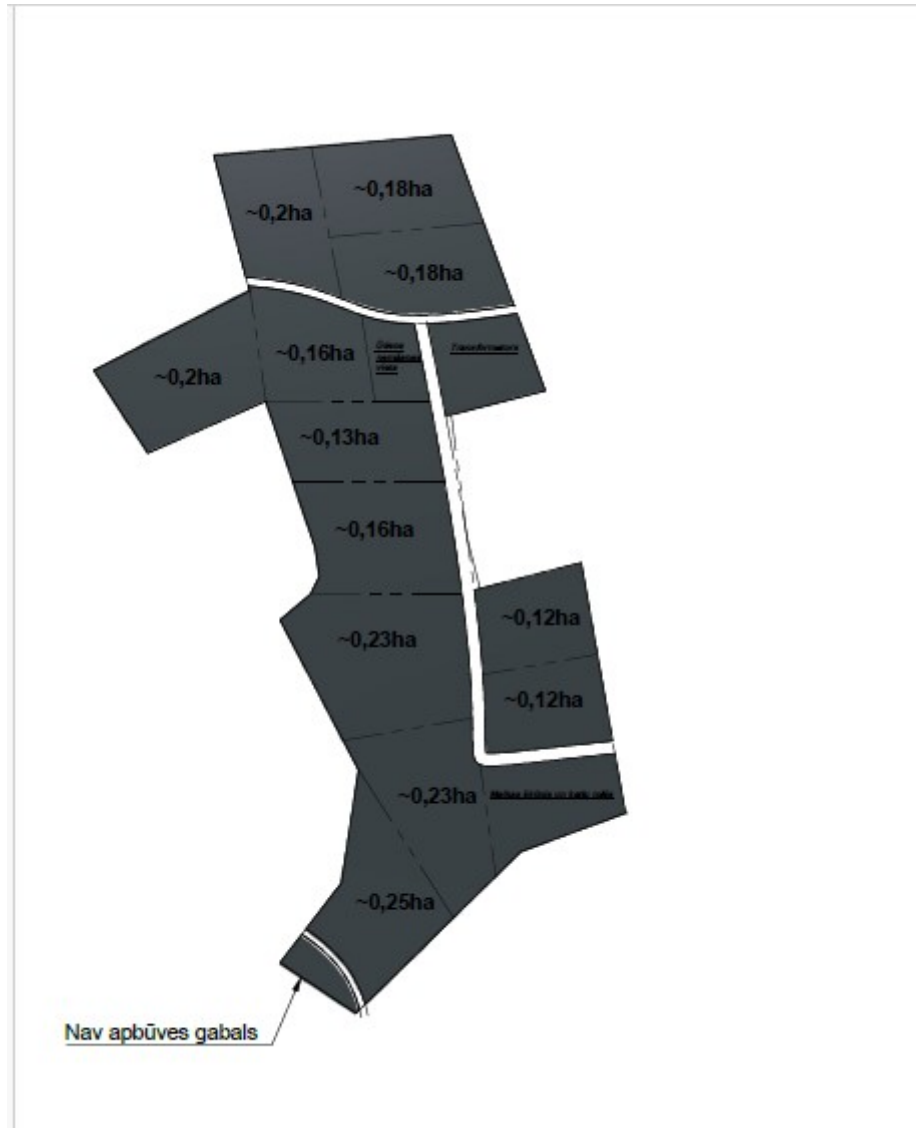 ~0,18ha
~0,2ha
~0,18ha
~0,16ha
Transformators
~0,2ha
~0,13ha
~0,16ha
~0,23ha
~0,12ha
~0,12ha
~0,23ha
~0,25ha
Nav apbūves gabals